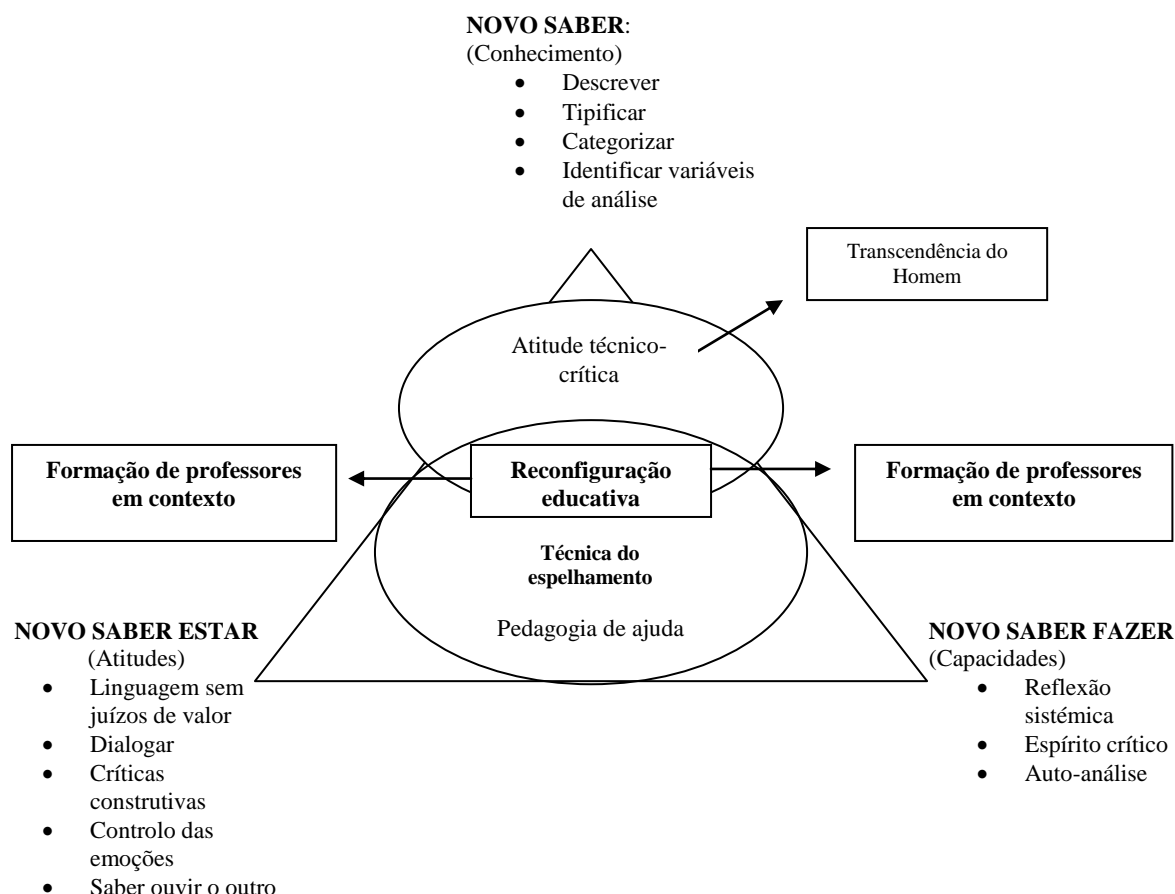 NOVO SABER:
(Conhecimento)
• Descrever
• Tipificar
• Categorizar
• Identificar variáveis
de análise
Transcendência do
Homem
Atitude técnico-
crítica
Formação de professores
em contexto
Reconfiguração
educativa
Formação de professores
em contexto
Técnica do
espelhamento
Pedagogia de ajuda
NOVO SABER ESTAR
(Atitudes)
• Linguagem sem
juízos de valor
• Dialogar
• Críticas
construtivas
• Controlo das
emoções
• Saber ouvir o outro
NOVO SABER FAZER
(Capacidades)
• Reflexão
sistémica
• Espírito crítico
• Auto-análise